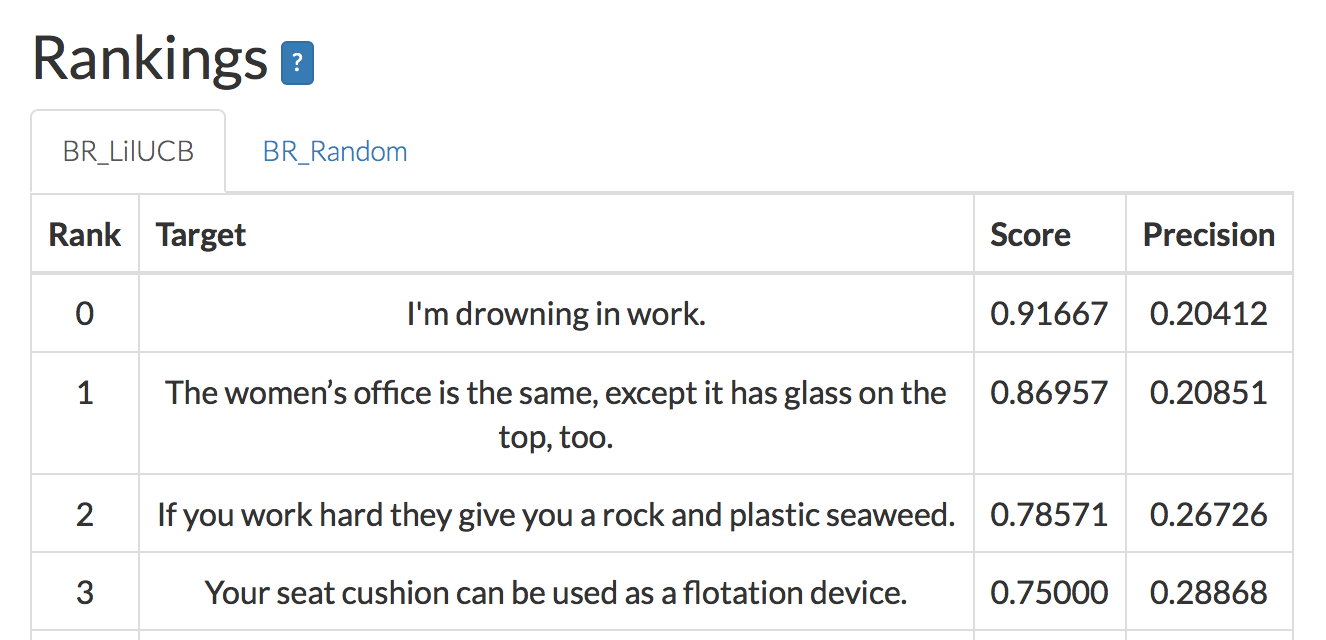 Rankings ?
BR_LilUCB BR_Random
Rank Target Score Precision
0 I'm drowning in work. 0.91667 0.20412
1 The women’s office is the same, except it has glass on the 0.86957 0.20851
top, too.
2 If you work hard they give you a rock and plastic seaweed. 0.78571 0.26726
3 Your seat cushion can be used as a flotation device. 0.75000 0.28868